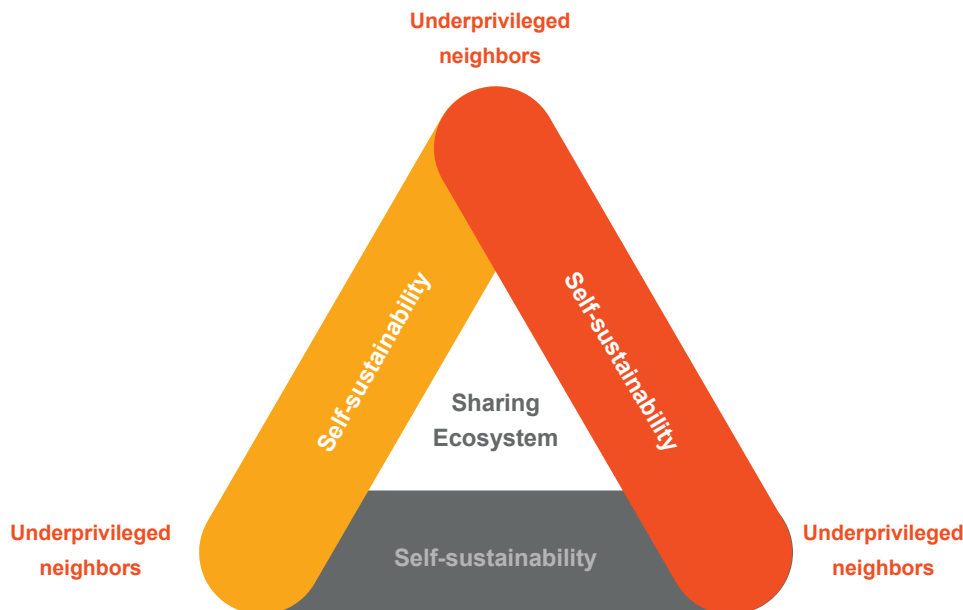 Underprivileged
neighbors
Self-sustainability
Self-sustainability
Sharing
Ecosystem
Underprivileged
neighbors
Self-sustainability
Underprivileged
neighbors